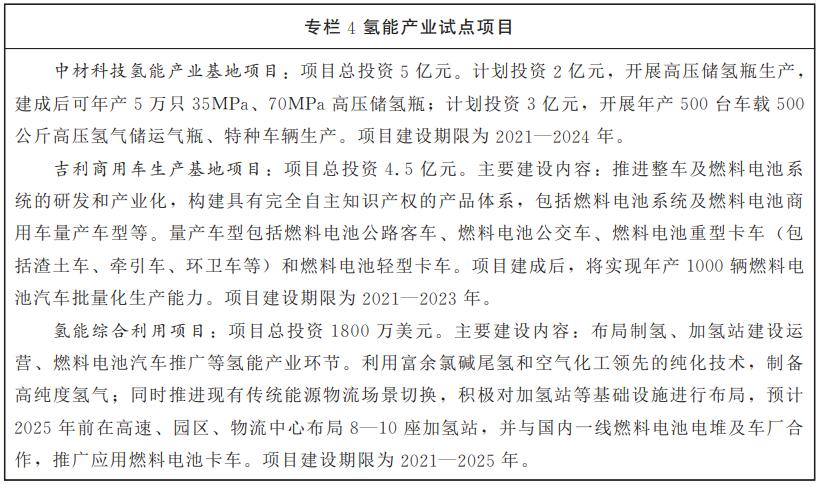 专栏 4 氢能产业试点项目
中材科技氢能产业基地项目：项目总投资 5 亿元。计划投资 2 亿元，开展高压储氢瓶生产，
建成后可年产 5 万只 35MPa、70MPa 高压储氢瓶；计划投资 3 亿元，开展年产 500 台车载 500
公斤高压氢气储运气瓶、特种车辆生产。项目建设期限为 2021—2024 年。
吉利商用车生产基地项目：项目总投资 4.5 亿元。主要建设内容：推进整车及燃料电池系
统的研发和产业化，构建具有完全自主知识产权的产品体系，包括燃料电池系统及燃料电池商
用车量产车型等。量产车型包括燃料电池公路客车、燃料电池公交车、燃料电池重型卡车（包
括渣土车、牵引车、环卫车等）和燃料电池轻型卡车。项目建成后，将实现年产 1000 辆燃料电
池汽车批量化生产能力。项目建设期限为 2021—2023 年。
氢能综合利用项目：项目总投资 1800 万美元。主要建设内容：布局制氢、加氢站建设运
营、燃料电池汽车推广等氢能产业环节。利用富余氯碱尾氢和空气化工领先的纯化技术，制备
高纯度氢气；同时推进现有传统能源物流场景切换，积极对加氢站等基础设施进行布局，预计
2025 年前在高速、园区、物流中心布局 8—10 座加氢站，并与国内一线燃料电池电堆及车厂合
作，推广应用燃料电池卡车。项目建设期限为 2021—2025 年。